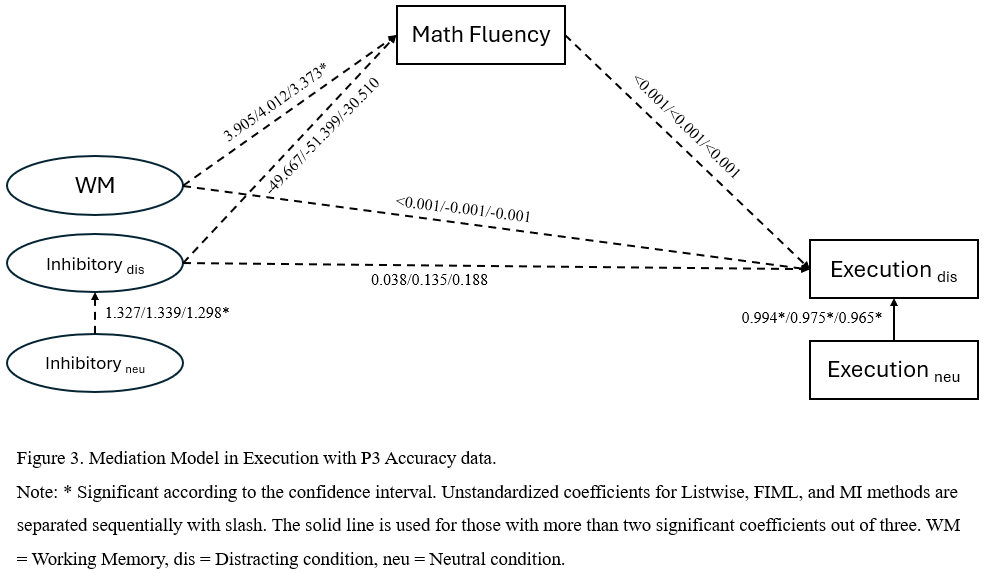 Math Fluency
3.905/4.012/3.373*
-49.667/-51.399/-30.510
<0.001/<0.001/<0.001
WM
<0.001/-0.001/-0.001
Inhibitory dis
0.038/0.135/0.188
Execution dis
1.327/1.339/1.298*
0.994*/0.975*/0.965*
Inhibitory neu
Execution neu
Figure 3. Mediation Model in Execution with P3 Accuracy data.
Note: * Significant according to the confidence interval. Unstandardized coefficients for Listwise, FIML, and MI methods are
separated sequentially with slash. The solid line is used for those with more than two significant coefficients out of three. WM
= Working Memory, dis = Distracting condition, neu = Neutral condition.